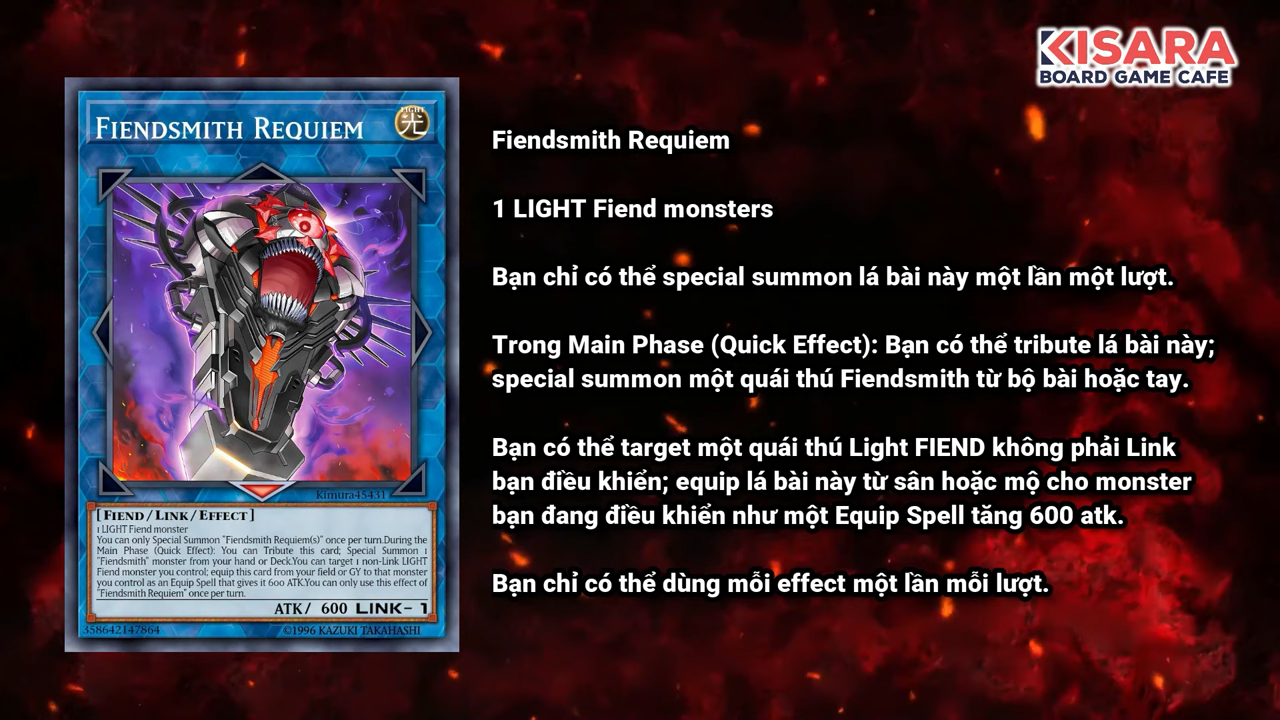 KISARA
BOARD GAME CAFE
FIENDSMITH REQUIEM
LIGHT
光
Kimura45431
[FIEND/LINK/EFFECT]
1 LIGHT Fiend monster
You can only Special Summon "Fiendsmith Requiem(s)" once per turn.During the
Main Phase (Quick Effect): You can Tribute this card; Special Summon 1
"Fiendsmith" monster from your hand or Deck.You can target 1 non-Link LIGHT
Fiend monster you control; equip this card from your field or GY to that monster
you control as an Equip Spell that gives it 600 ATK.You can only use this effect of
"Fiendsmith Requiem" once per turn.
ATK/ 600 LINK-1
358642147864
©1996 KAZUKI TAKAHASHI
Fiendsmith Requiem
1 LIGHT Fiend monsters
Bạn chỉ có thể special summon lá bài này một lần một lượt.
Trong Main Phase (Quick Effect): Bạn có thể tribute lá bài này;
special summon một quái thú Fiendsmith từ bộ bài hoặc tay.
Bạn có thể target một quái thú Light FIEND không phải Link
bạn điều khiển; equip lá bài này từ sân hoặc mộ cho monster
bạn đang điều khiển như một Equip Spell tăng 600 atk.
Bạn chỉ có thể dùng mỗi effect một lần mỗi lượt.